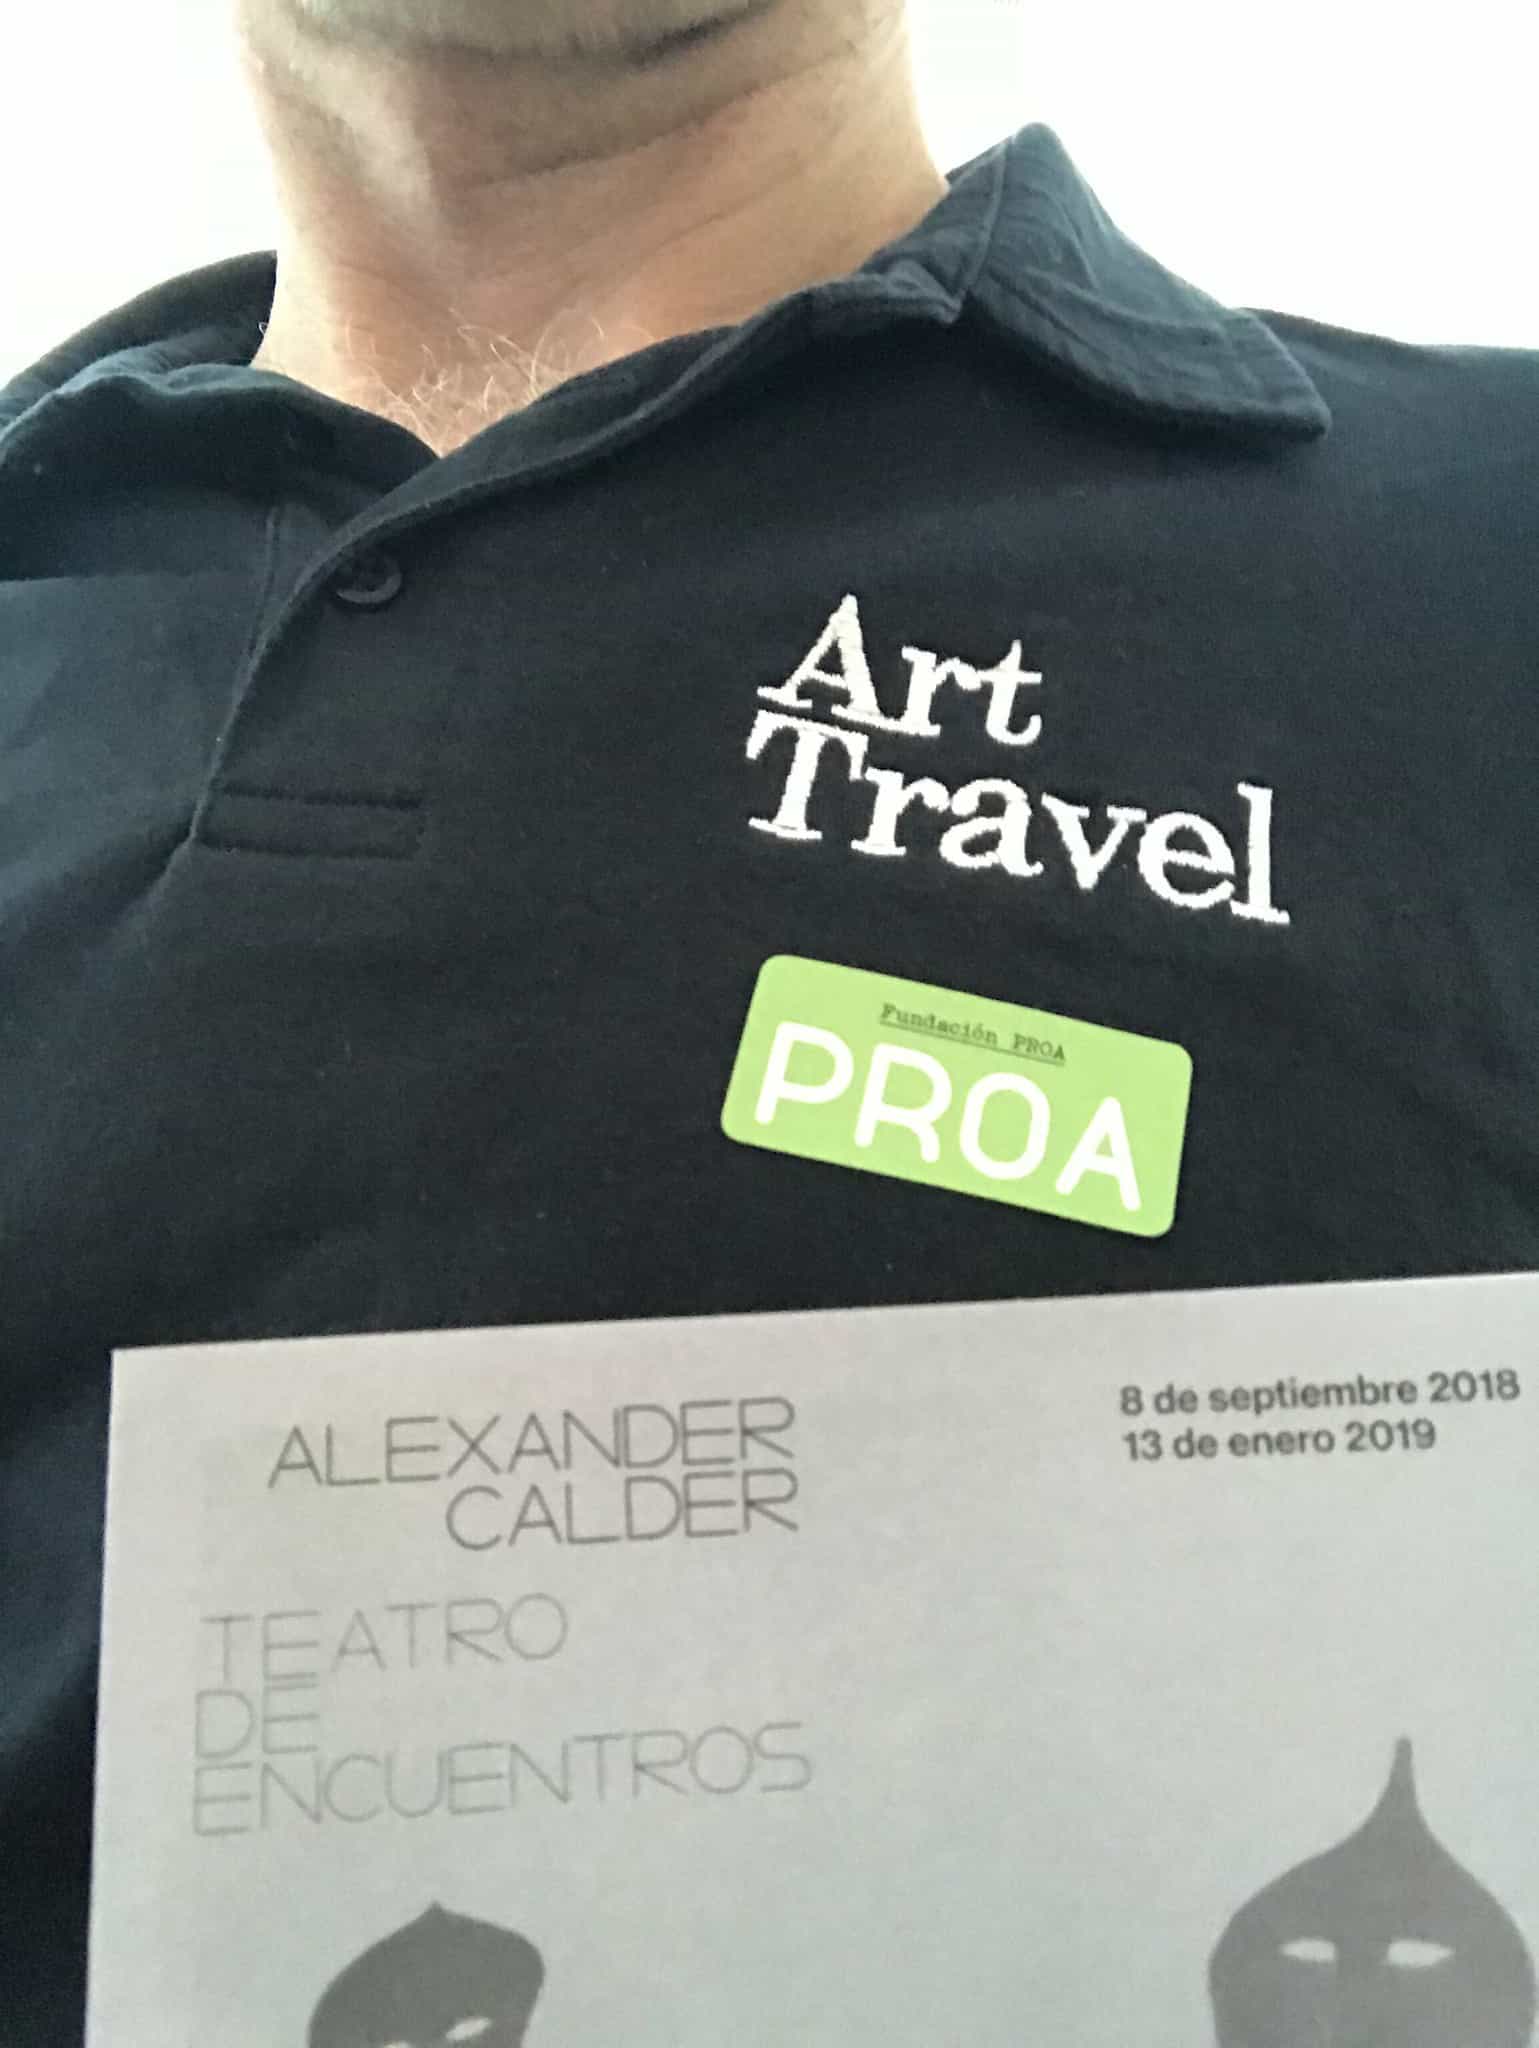 Art
Travel
Fundación PROA
PROA
ALEXANDER
CALDER
8 de septiembre 2018
13 de enero 2019
TEATRO
DE
ENCUENTROS